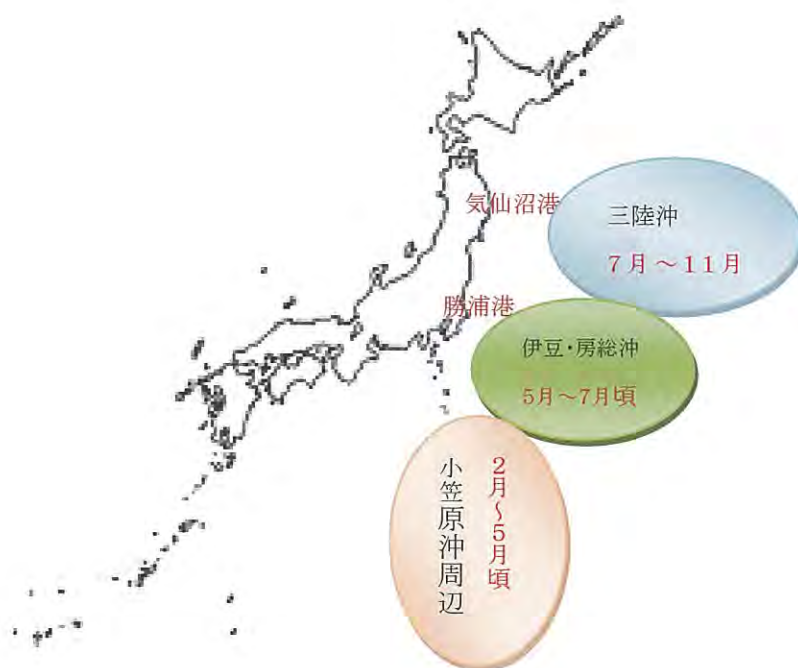 気仙沼港
三陸沖
7月～11月
勝浦港
伊豆・房総沖
5月～7月頃
2月～5月頃
小笠原沖周辺